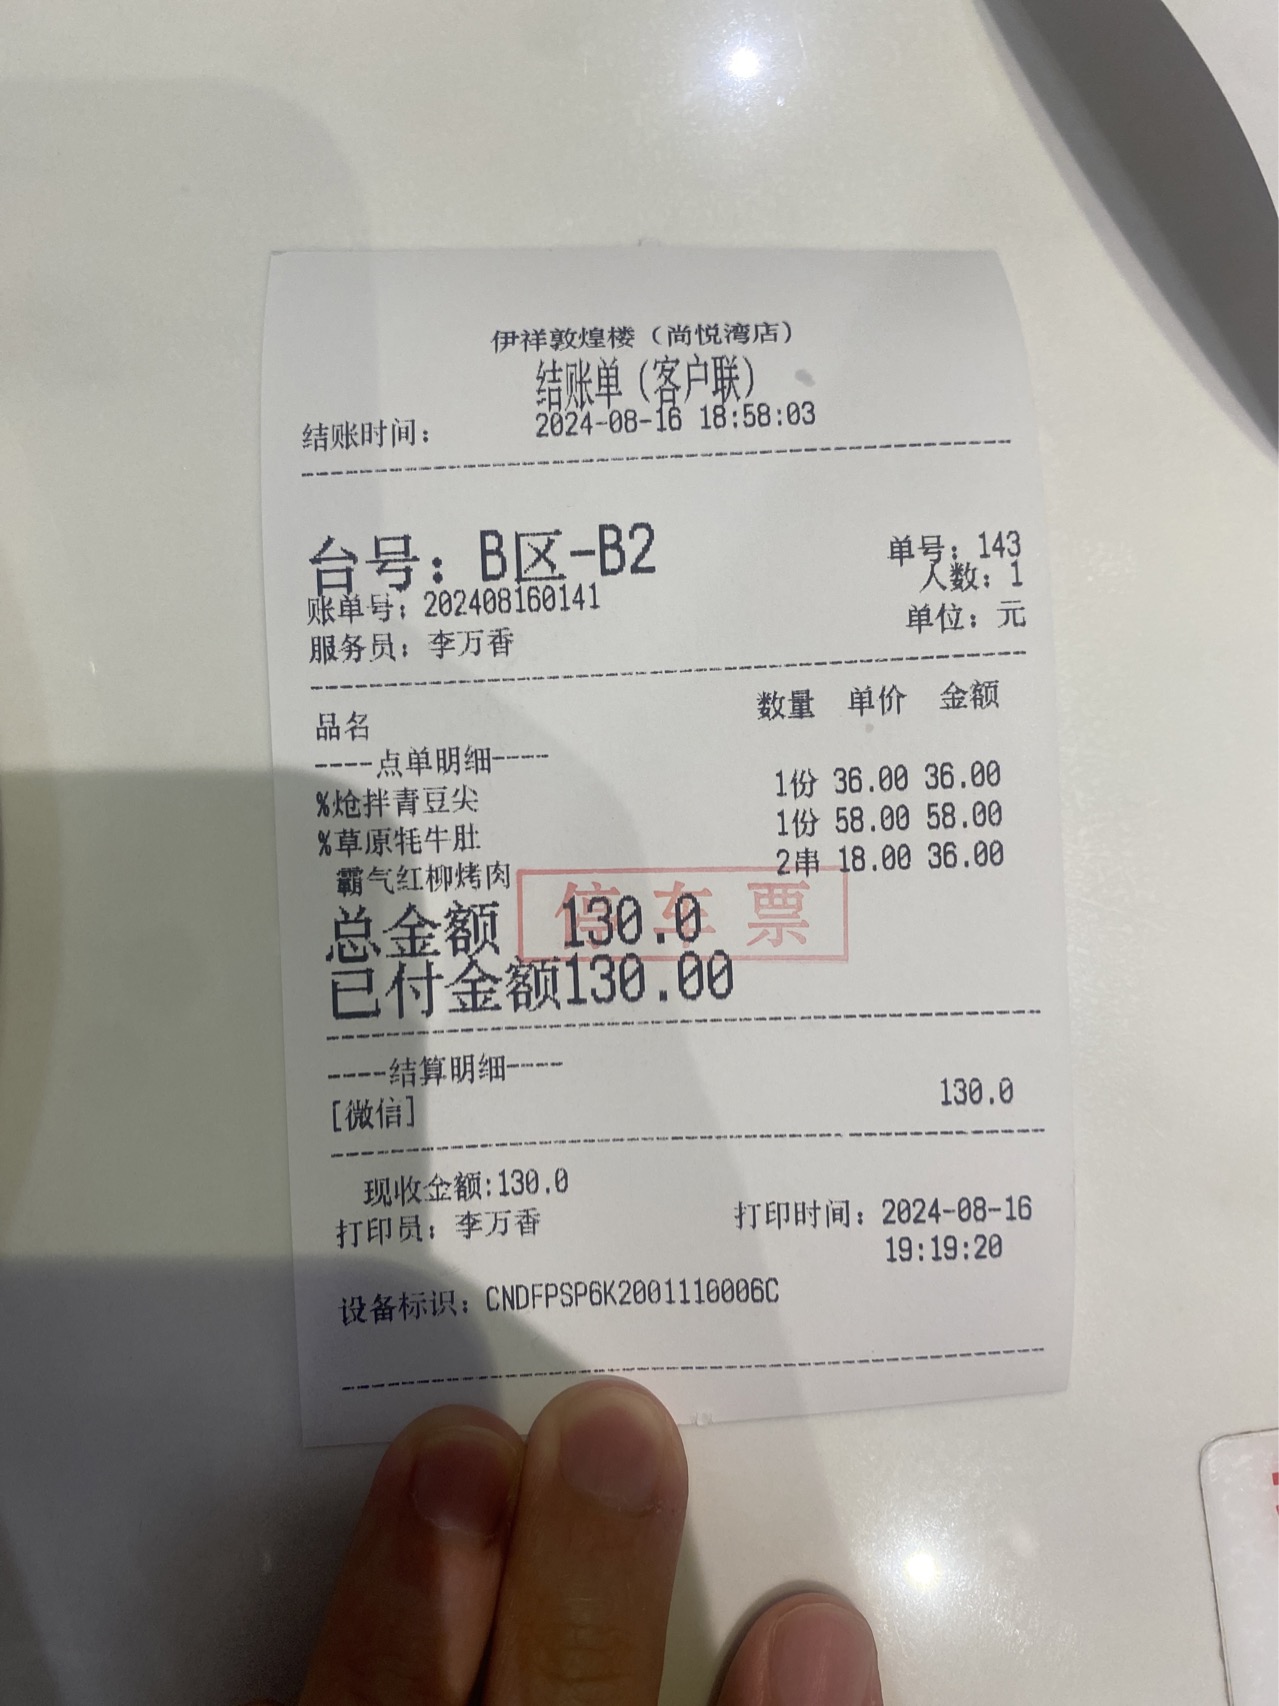 伊祥敦煌楼（尚悦湾店）
结账单（客户联）
结账时间： 2024-08-16 18:58:03
台号：B区-B2
单号：143
人数：1
账单号：202408160141
单位：元
服务员：李万香
品名 数量 单价 金额
----点单明细----
%炝拌青豆尖 1份 36.00 36.00
%草原牦牛肚 1份 58.00 58.00
霸气红柳烤肉 2串 18.00 36.00
停车票
总金额 130.0
已付金额130.00
----结算明细----
[微信] 130.0
现收金额:130.0
打印员：李万香 打印时间：2024-08-16
19:19:20
设备标识：CNDFPSP6K2001110006C